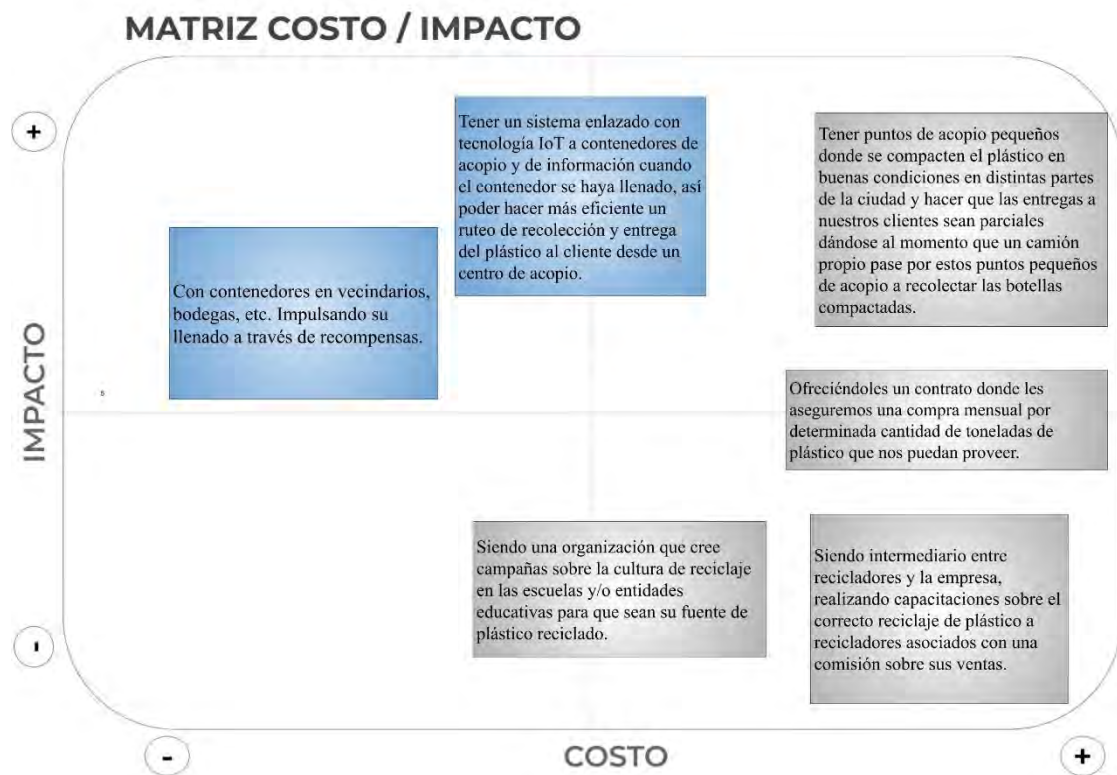 MATRIZ COSTO / IMPACTO
+
Tener un sistema enlazado con
tecnología IoT a contenedores de
acopio y de información cuando
el contenedor se haya llenado, así
poder hacer más eficiente un
ruteo de recolección y entrega
del plástico al cliente desde un
centro de acopio.
Tener puntos de acopio pequeños
donde se compacten el plástico en
buenas condiciones en distintas partes
de la ciudad y hacer que las entregas a
nuestros clientes sean parciales
dándose al momento que un camión
propio pase por estos puntos pequeños
de acopio a recolectar las botellas
compactadas.
Con contenedores en vecindarios,
bodegas, etc. Impulsando su
llenado a través de recompensas.
IMPACTO
Ofreciéndoles un contrato donde les
aseguremos una compra mensual por
determinada cantidad de toneladas de
plástico que nos puedan proveer.
Siendo una organización que cree
campañas sobre la cultura de reciclaje
en las escuelas y/o entidades
educativas para que sean su fuente de
plástico reciclado.
Siendo intermediario entre
recicladores y la empresa,
realizando capacitaciones sobre el
correcto reciclaje de plástico a
recicladores asociados con una
comisión sobre sus ventas.
-
-
COSTO
+